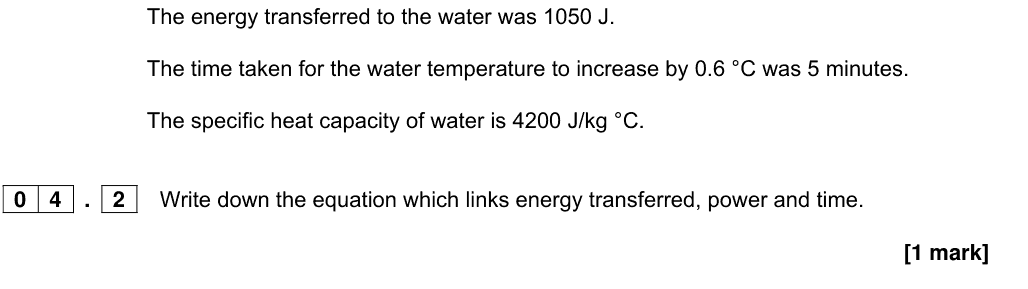 The energy transferred to the water was 1050 J.
The time taken for the water temperature to increase by 0.6 °C was 5 minutes.
The specific heat capacity of water is 4200 J/kg °C.
0 4 . 2 Write down the equation which links energy transferred, power and time.
[1 mark]